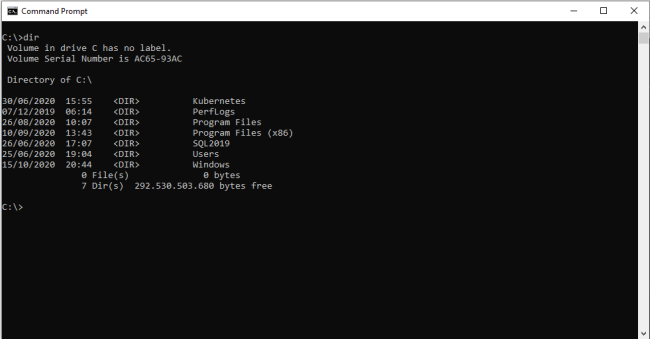 Command Prompt
C:\>dir
 Volume in drive C has no label.
 Volume Serial Number is AC65-93AC
 Directory of C:\
30/06/2020  15:55    <DIR>          Kubernetes
07/12/2019  06:14    <DIR>          PerfLogs
26/08/2020  10:07    <DIR>          Program Files
10/09/2020  13:43    <DIR>          Program Files (x86)
26/06/2020  17:07    <DIR>          SQL2019
25/06/2020  19:04    <DIR>          Users
15/10/2020  20:44    <DIR>          Windows
               0 File(s)              0 bytes
               7 Dir(s)  292.530.503.680 bytes free
C:\>